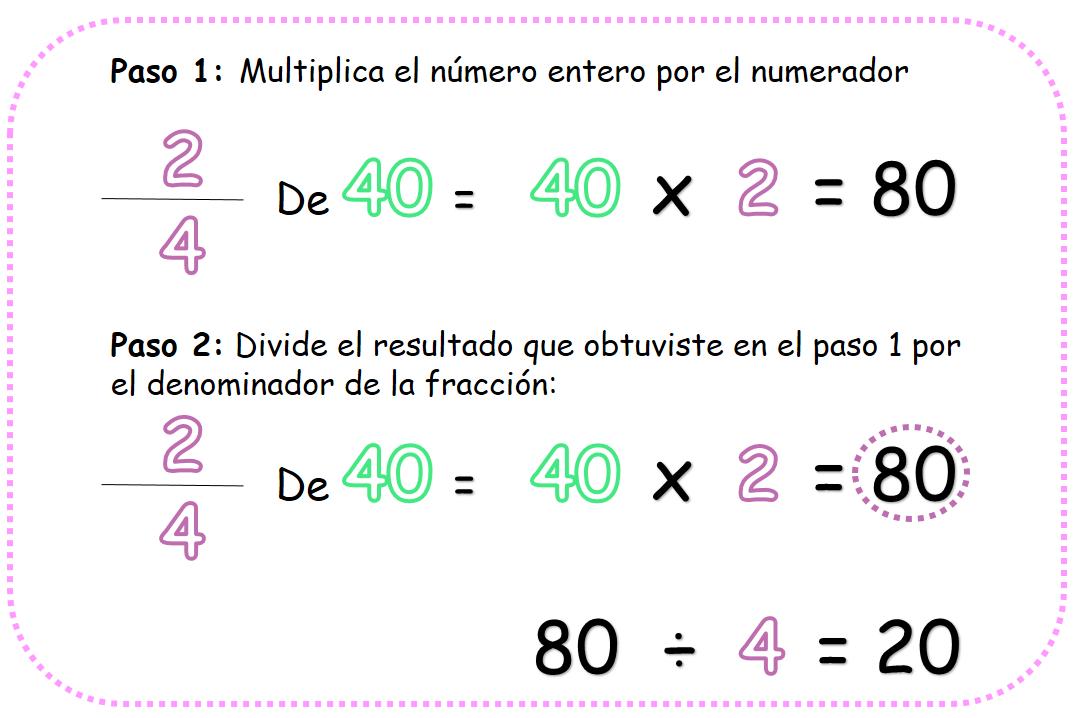 Paso 1: Multiplica el número entero por el numerador
2
4
De 40 = 40 x 2 = 80
Paso 2: Divide el resultado que obtuviste en el paso 1 por
el denominador de la fracción:
2
4
De 40 = 40 x 2 = 80
80 ÷ 4 = 20